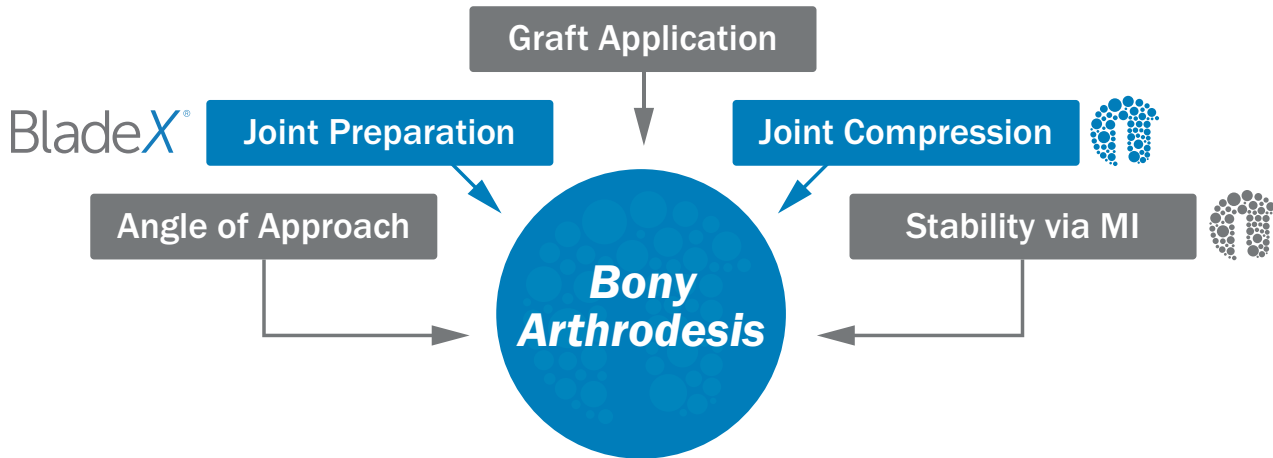 Graft Application
BladeX®
Joint Preparation
Joint Compression
Angle of Approach
Stability via MI
Bony
Arthrodesis